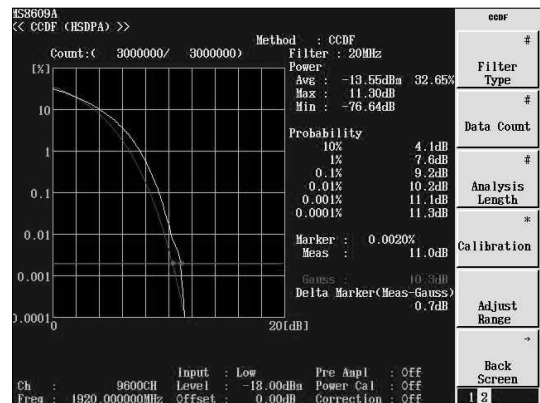 MS8609A
<< CCDF (HSDPA) >>
Method : CCDF
Count:( 3000000/ 3000000)
Filter : 20MHz
Power
Avg : -13.55dBm 32.65%
Max : 11.30dB
Min : -76.64dB
Probability
10% 4.1dB
1% 7.6dB
0.1% 9.2dB
0.01% 10.2dB
0.001% 11.1dB
0.0001% 11.3dB
Marker : 0.0020%
Meas : 11.0dB
Gauss : 10.3dB
Delta Marker(Meas-Gauss)
0.7dB
[%]
10
1
0.1
0.01
0.001
0.0001
0 20[dB]
Input : Low Pre Ampl : Off
Ch : 9600CH Level : -18.00dBm Power Cal : Off
Freq : 1920.000000MHz Offset : 0.00dB Correction : Off
CCDF
#
Filter
Type
#
Data Count
#
Analysis
Length
*
Calibration
Adjust
Range
→
Back
Screen
1 2